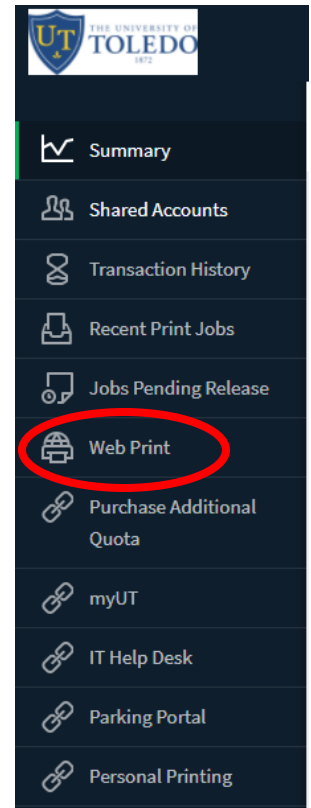 UT
THE UNIVERSITY OF
TOLEDO
1872
Summary
Shared Accounts
Transaction History
Recent Print Jobs
Jobs Pending Release
Web Print
Purchase Additional
Quota
myUT
IT Help Desk
Parking Portal
Personal Printing